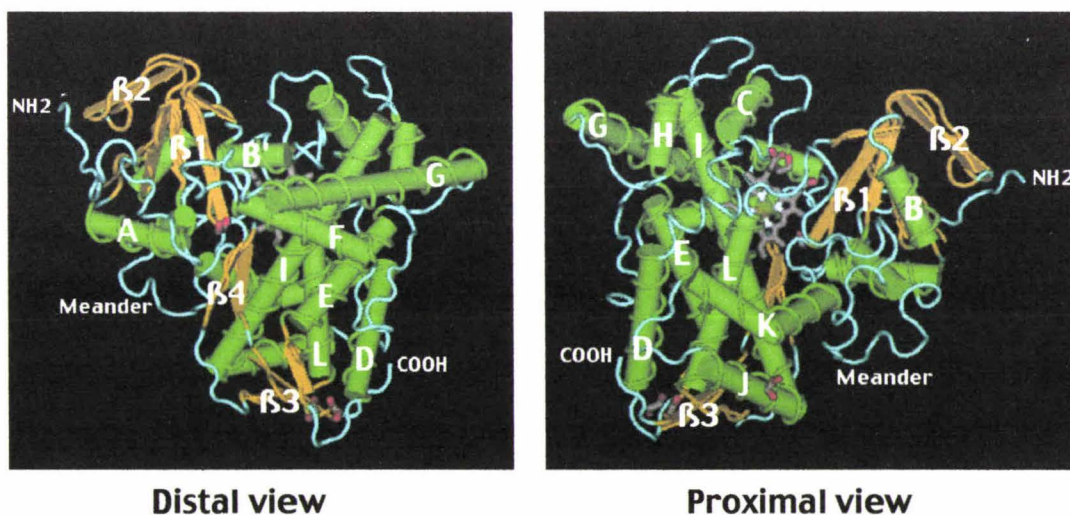 ß2
NH2
ß1
B'
G
A
F
I
ß4
E
Meander
L
D
COOH
ß3
C
G
H
I
ß2
NH2
ß1
B
E
L
K
COOH
D
J
Meander
ß3
Distal view
Proximal view